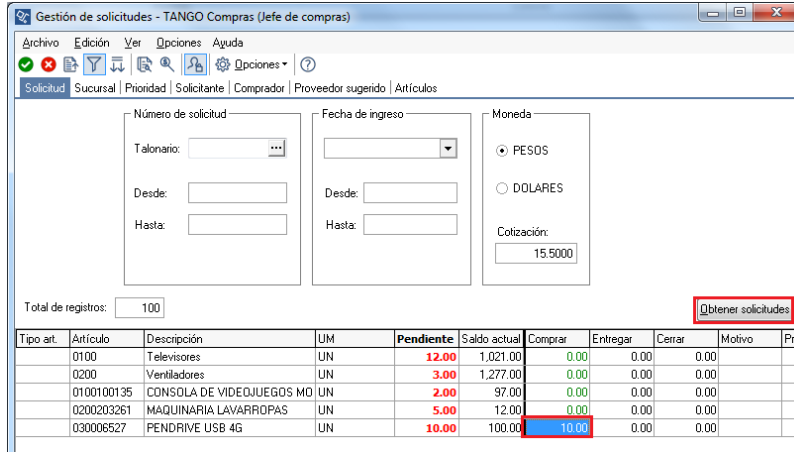 Gestión de solicitudes - TANGO Compras (Jefe de compras)
Archivo Edición Ver Opciones Ayuda
Opciones
Solicitud Sucursal Prioridad Solicitante Comprador Proveedor sugerido Artículos
Número de solicitud Fecha de ingreso Moneda
Talonario: ... PESOS
DOLARES
Desde: Desde:
Hasta: Hasta: Cotización:
15.5000
Total de registros: 100 Obtener solicitudes
Tipo art. Artículo Descripción UM Pendiente Saldo actual Comprar Entregar Cerrar Motivo Pr
0100 Televisores UN 12.00 1,021.00 0.00 0.00 0.00
0200 Ventiladores UN 3.00 1,277.00 0.00 0.00 0.00
0100100135 CONSOLA DE VIDEOJUEGOS MO UN 2.00 97.00 0.00 0.00 0.00
0200203261 MAQUINARIA LAVARROPAS UN 5.00 12.00 0.00 0.00 0.00
030006527 PENDRIVE USB 4G UN 10.00 100.00 10.00 0.00 0.00